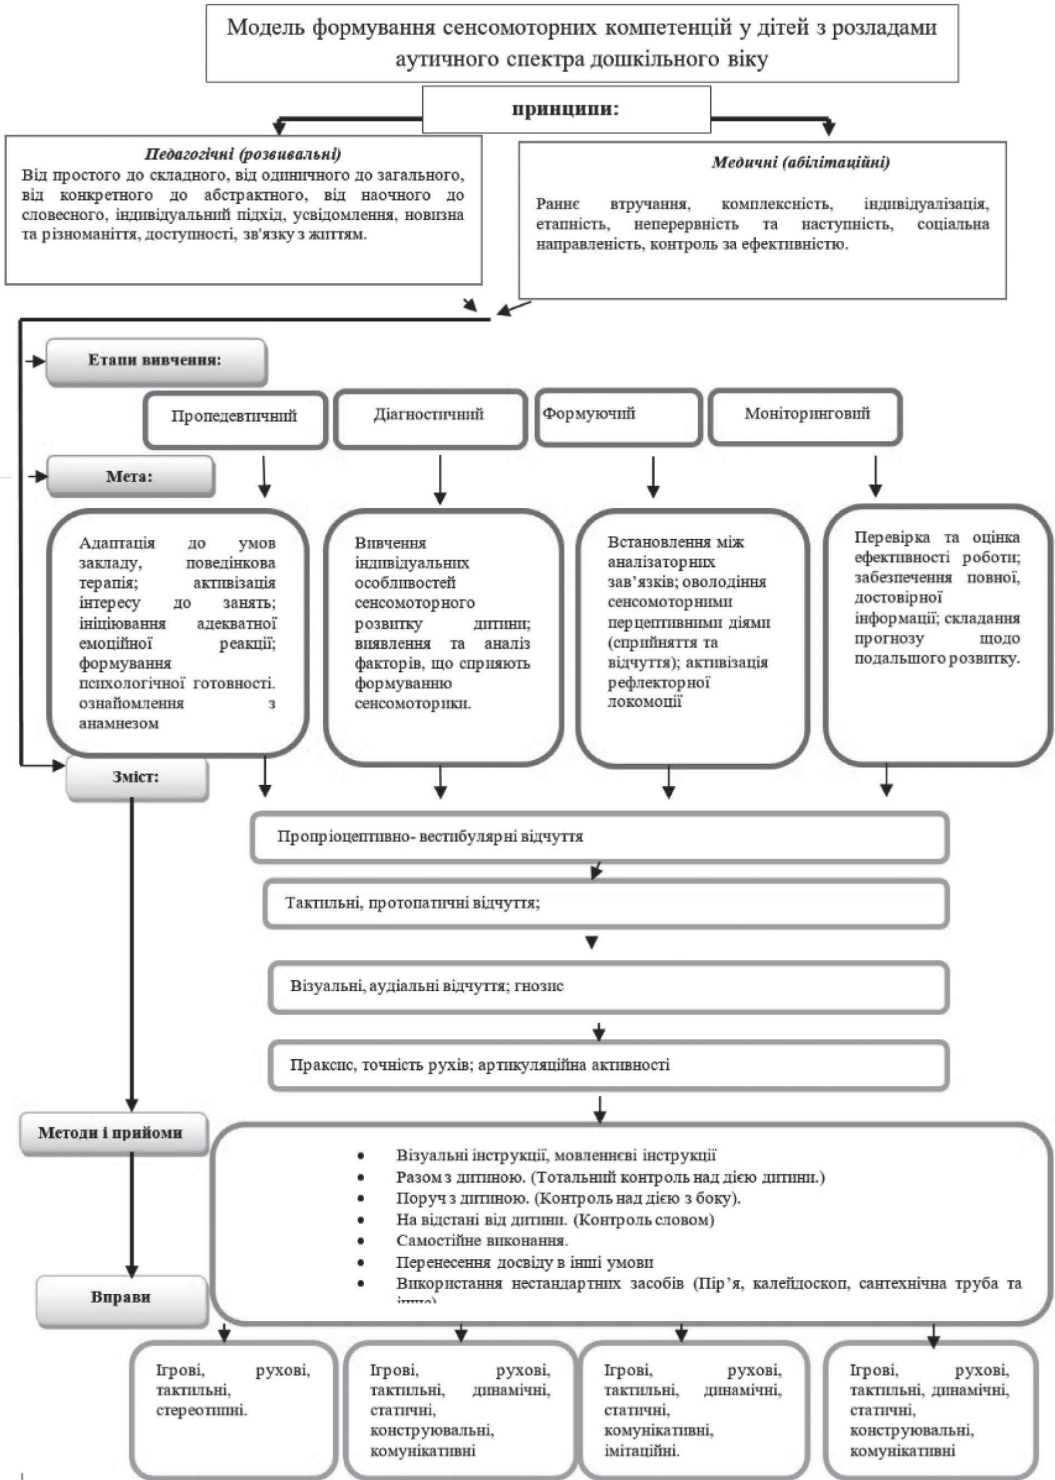 Модель формування сенсомоторних компетенцій у дітей з розладами
аутичного спектра дошкільного віку
принципи:
Педагогічні (розвивальні)
Від простого до складного, від одиничного до загального,
від конкретного до абстрактного, від наочного до
словесного, індивідуальний підхід, усвідомлення, новизна
та різноманіття, доступності, зв'язку з життям.
Медичні (абілітаційні)
Раннє втручання, комплексність, індивідуалізація,
етапність, неперервність та наступність, соціальна
направленість, контроль за ефективністю.
Етапи вивчення:
Пропедевтичний
Діагностичний
Формуючий
Моніторинговий
Мета:
Адаптація до умов
закладу, поведінкова
терапія; активізація
інтересу до занять;
ініціювання адекватної
емоційної реакції;
формування
психологічної готовності.
ознайомлення з
анамнезом
Вивчення
індивідуальних
особливостей
сенсомоторного
розвитку дитини;
виявлення та аналіз
факторів, що сприяють
формуванню
сенсомоторики.
Встановлення між
аналізаторних
зав’язків; оволодіння
сенсомоторними
перцептивними діями
(сприйняття та
відчуття); активізація
рефлекторної
локомоції
Перевірка та оцінка
ефективності роботи;
забезпечення повної,
достовірної
інформації; складання
прогнозу щодо
подальшого розвитку.
Зміст:
Пропріоцептивно- вестибулярні відчуття
Тактильні, протопатичні відчуття;
Візуальні, аудіальні відчуття; гнозис
Праксис, точність рухів; артикуляційна активності
Методи і прийоми
• Візуальні інструкції, мовленнєві інструкції
• Разом з дитиною. (Тотальний контроль над дією дитини.)
• Поруч з дитиною. (Контроль над дією з боку).
• На відстані від дитини. (Контроль словом)
• Самостійне виконання.
• Перенесення досвіду в інші умови
• Використання нестандартних засобів (Пір’я, калейдоскоп, сантехнічна труба та
інше)
Вправи
Ігрові, рухові,
тактильні,
стереотипні.
Ігрові, рухові,
тактильні, динамічні,
статичні,
конструювальні,
комунікативні
Ігрові, рухові,
тактильні, динамічні,
статичні,
комунікативні,
імітаційні.
Ігрові, рухові,
тактильні, динамічні,
статичні,
конструювальні,
комунікативні